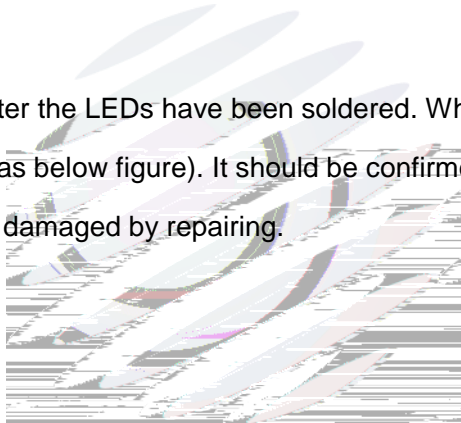 ter the LEDs have been soldered. Wh
as below figure). It should be confirme
damaged by repairing.